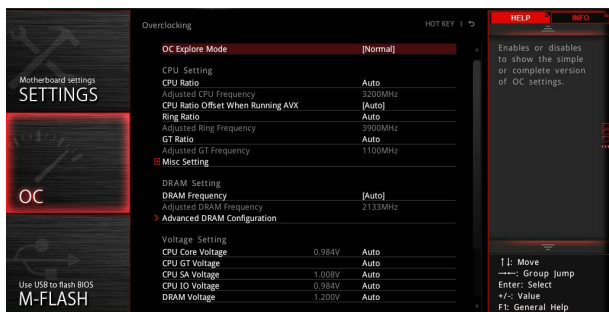 Overclocking
HOT KEY |
HELP
INFO
Motherboard settings
SETTINGS
OC
Use USB to flash BIOS
M-FLASH
OC Explore Mode [Normal]
CPU Setting
CPU Ratio Auto
Adjusted CPU Frequency 3200MHz
CPU Ratio Offset When Running AVX [Auto]
Ring Ratio Auto
Adjusted Ring Frequency 3900MHz
GT Ratio Auto
Adjusted GT Frequency 1100MHz
Misc Setting
DRAM Setting
DRAM Frequency [Auto]
Adjusted DRAM Frequency 2133MHz
Advanced DRAM Configuration
Voltage Setting
CPU Core Voltage 0.984V Auto
CPU GT Voltage Auto
CPU SA Voltage 1.008V Auto
CPU IO Voltage 0.984V Auto
DRAM Voltage 1.200V Auto
Enables or disables
to show the simple
or complete version
of OC settings.
↑↓: Move
→←: Group Jump
Enter: Select
+/-: Value
F1: General Help